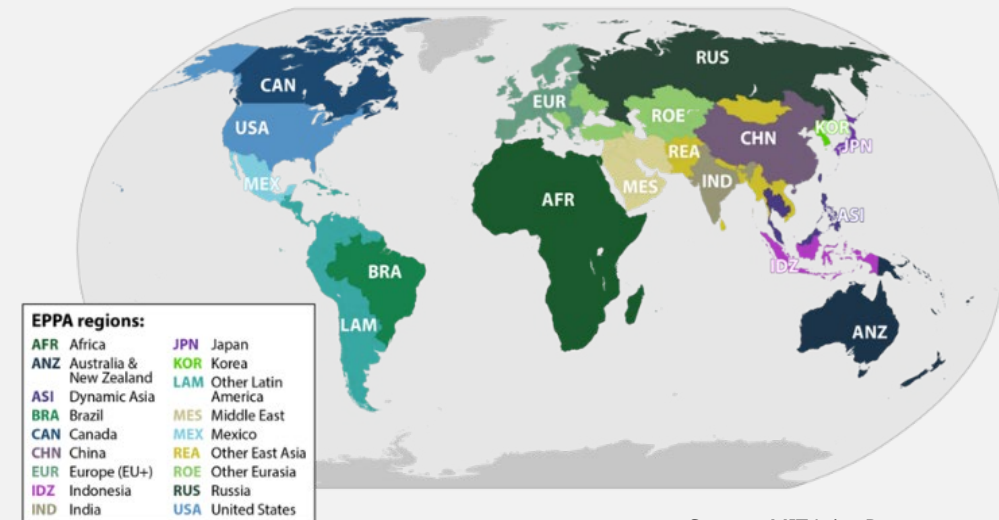 RUS
CAN
EUR
ROE
USA
CHN
KOR
JPN
REA
MEX
MES
IND
AFR
ASI
IDZ
BRA
LAM
ANZ
EPPA regions:
AFR Africa
ANZ Australia &
New Zealand
ASI Dynamic Asia
BRA Brazil
CAN Canada
CHN China
EUR Europe (EU+)
IDZ Indonesia
IND India
JPN Japan
KOR Korea
LAM Other Latin
America
MES Middle East
MEX Mexico
REA Other East Asia
ROE Other Eurasia
RUS Russia
USA United States